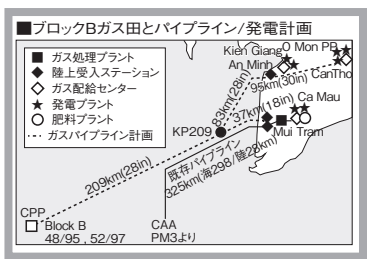 ■ブロックBガス田とパイプライン/発電計画
ガス処理プラント
陸上受入ステーション
ガス配給センター
発電プラント
肥料プラント
ガスパイプライン計画
Kien Giang
O Mon PP
An Minh
95km(30in)
CanTho
83km(28in)
37km(18in)
Ca Mau
KP209
Mui Tram
209km(28in)
既存パイプライン
325km(海298/陸28km)
CPP
Block B
48/95 , 52/97
CAA
PM3より